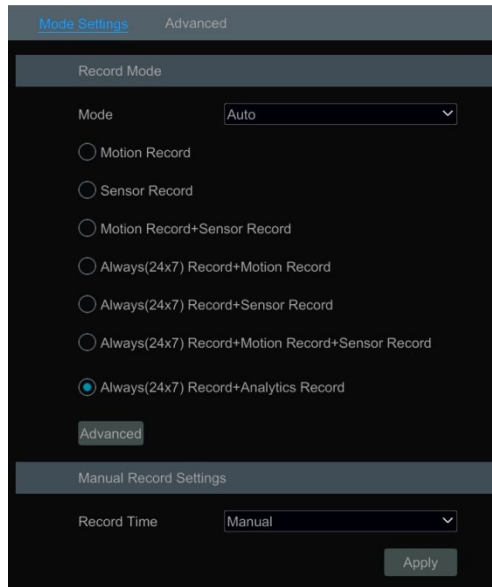 Mode Settings Advanced
Record Mode
Mode Auto
Motion Record
Sensor Record
Motion Record+Sensor Record
Always(24x7) Record+Motion Record
Always(24x7) Record+Sensor Record
Always(24x7) Record+Motion Record+Sensor Record
Always(24x7) Record+Analytics Record
Advanced
Manual Record Settings
Record Time Manual
Apply